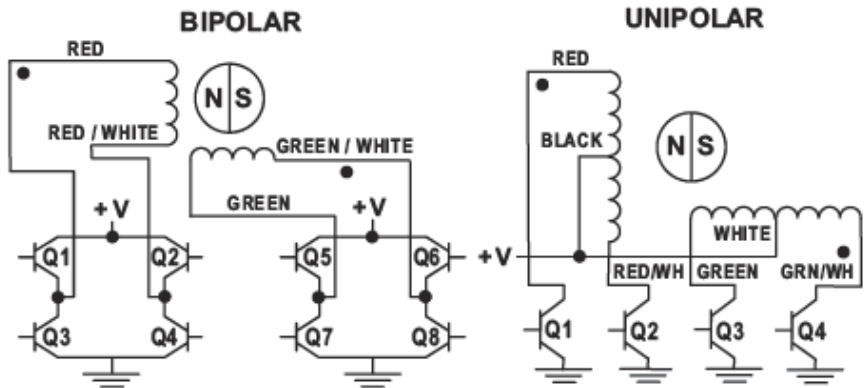 BIPOLAR
RED
N S
RED / WHITE
GREEN / WHITE
GREEN
+V
+V
Q1
Q2
Q5
Q6
Q3
Q4
Q7
Q8
UNIPOLAR
RED
BLACK
N S
WHITE
+V
RED/WH
GREEN
GRN/WH
Q1
Q2
Q3
Q4